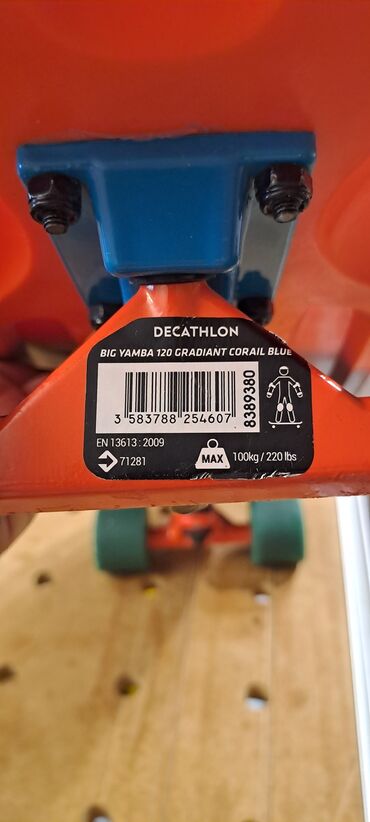 DECATHLON
BIG YAMBA 120 GRADIANT CORAIL BLUE
3 583788 254607
8389380
EN 13613 : 2009
71281
MAX 100kg / 220 lbs